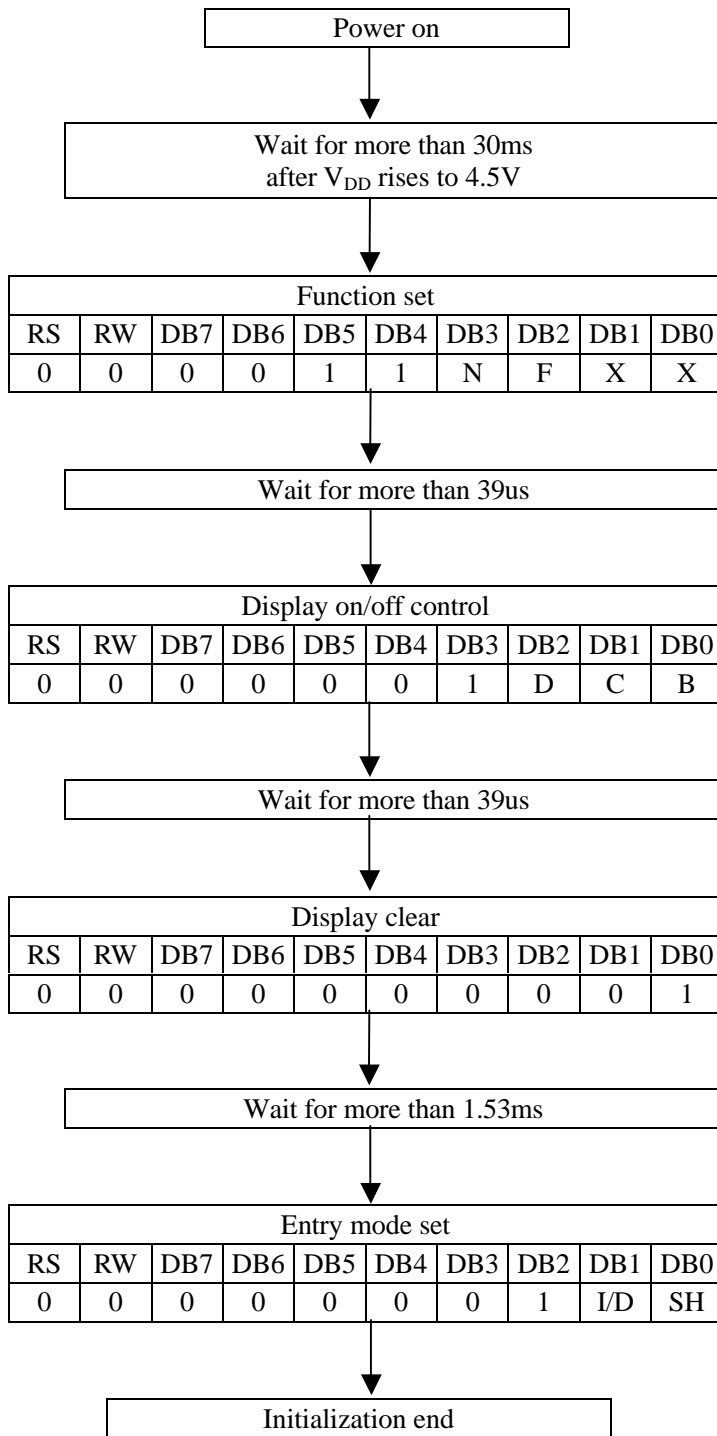 Power on
Wait for more than 30ms
after VDD rises to 4.5V
Function set
RS RW DB7 DB6 DB5 DB4 DB3 DB2 DB1 DB0
0 0 0 0 1 1 N F X X
Wait for more than 39us
Display on/off control
RS RW DB7 DB6 DB5 DB4 DB3 DB2 DB1 DB0
0 0 0 0 0 0 1 D C B
Wait for more than 39us
Display clear
RS RW DB7 DB6 DB5 DB4 DB3 DB2 DB1 DB0
0 0 0 0 0 0 0 0 0 1
Wait for more than 1.53ms
Entry mode set
RS RW DB7 DB6 DB5 DB4 DB3 DB2 DB1 DB0
0 0 0 0 0 0 0 1 I/D SH
Initialization end